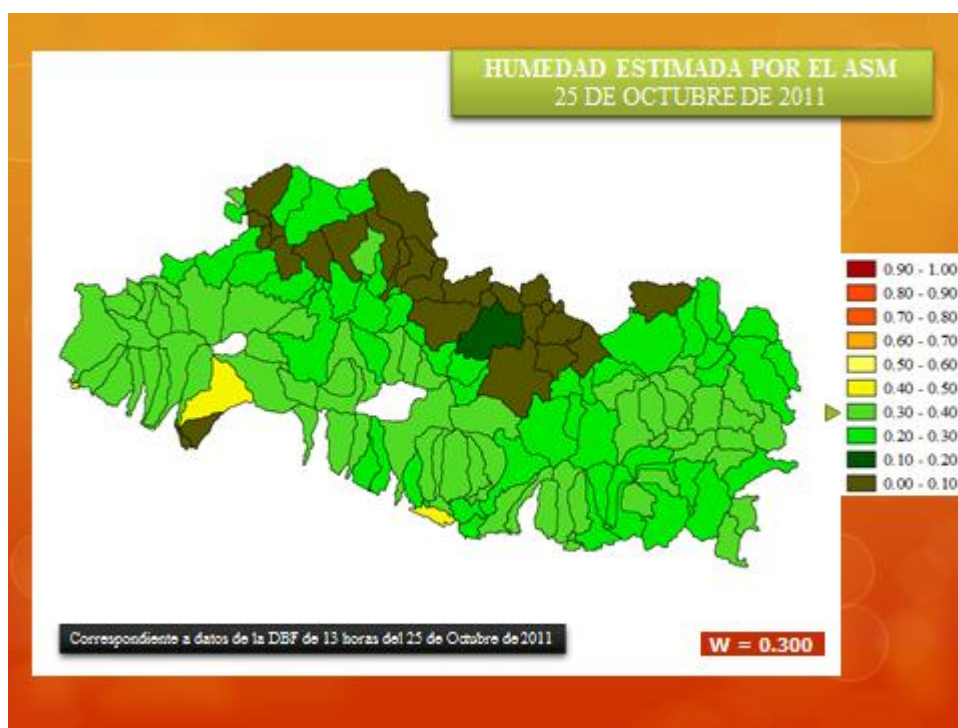 HUMEDAD ESTIMADA POR EL ASM
25 DE OCTUBRE DE 2011
0.90 - 1.00
0.80 - 0.90
0.70 - 0.80
0.60 - 0.70
0.50 - 0.60
0.40 - 0.50
0.30 - 0.40
0.20 - 0.30
0.10 - 0.20
0.00 - 0.10
Correspondiente a datos de la DBF de 13 horas del 25 de Octubre de 2011
W = 0.300